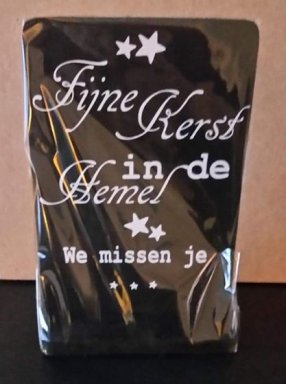 Fijne
Kerst
in de
Hemel
We missen je